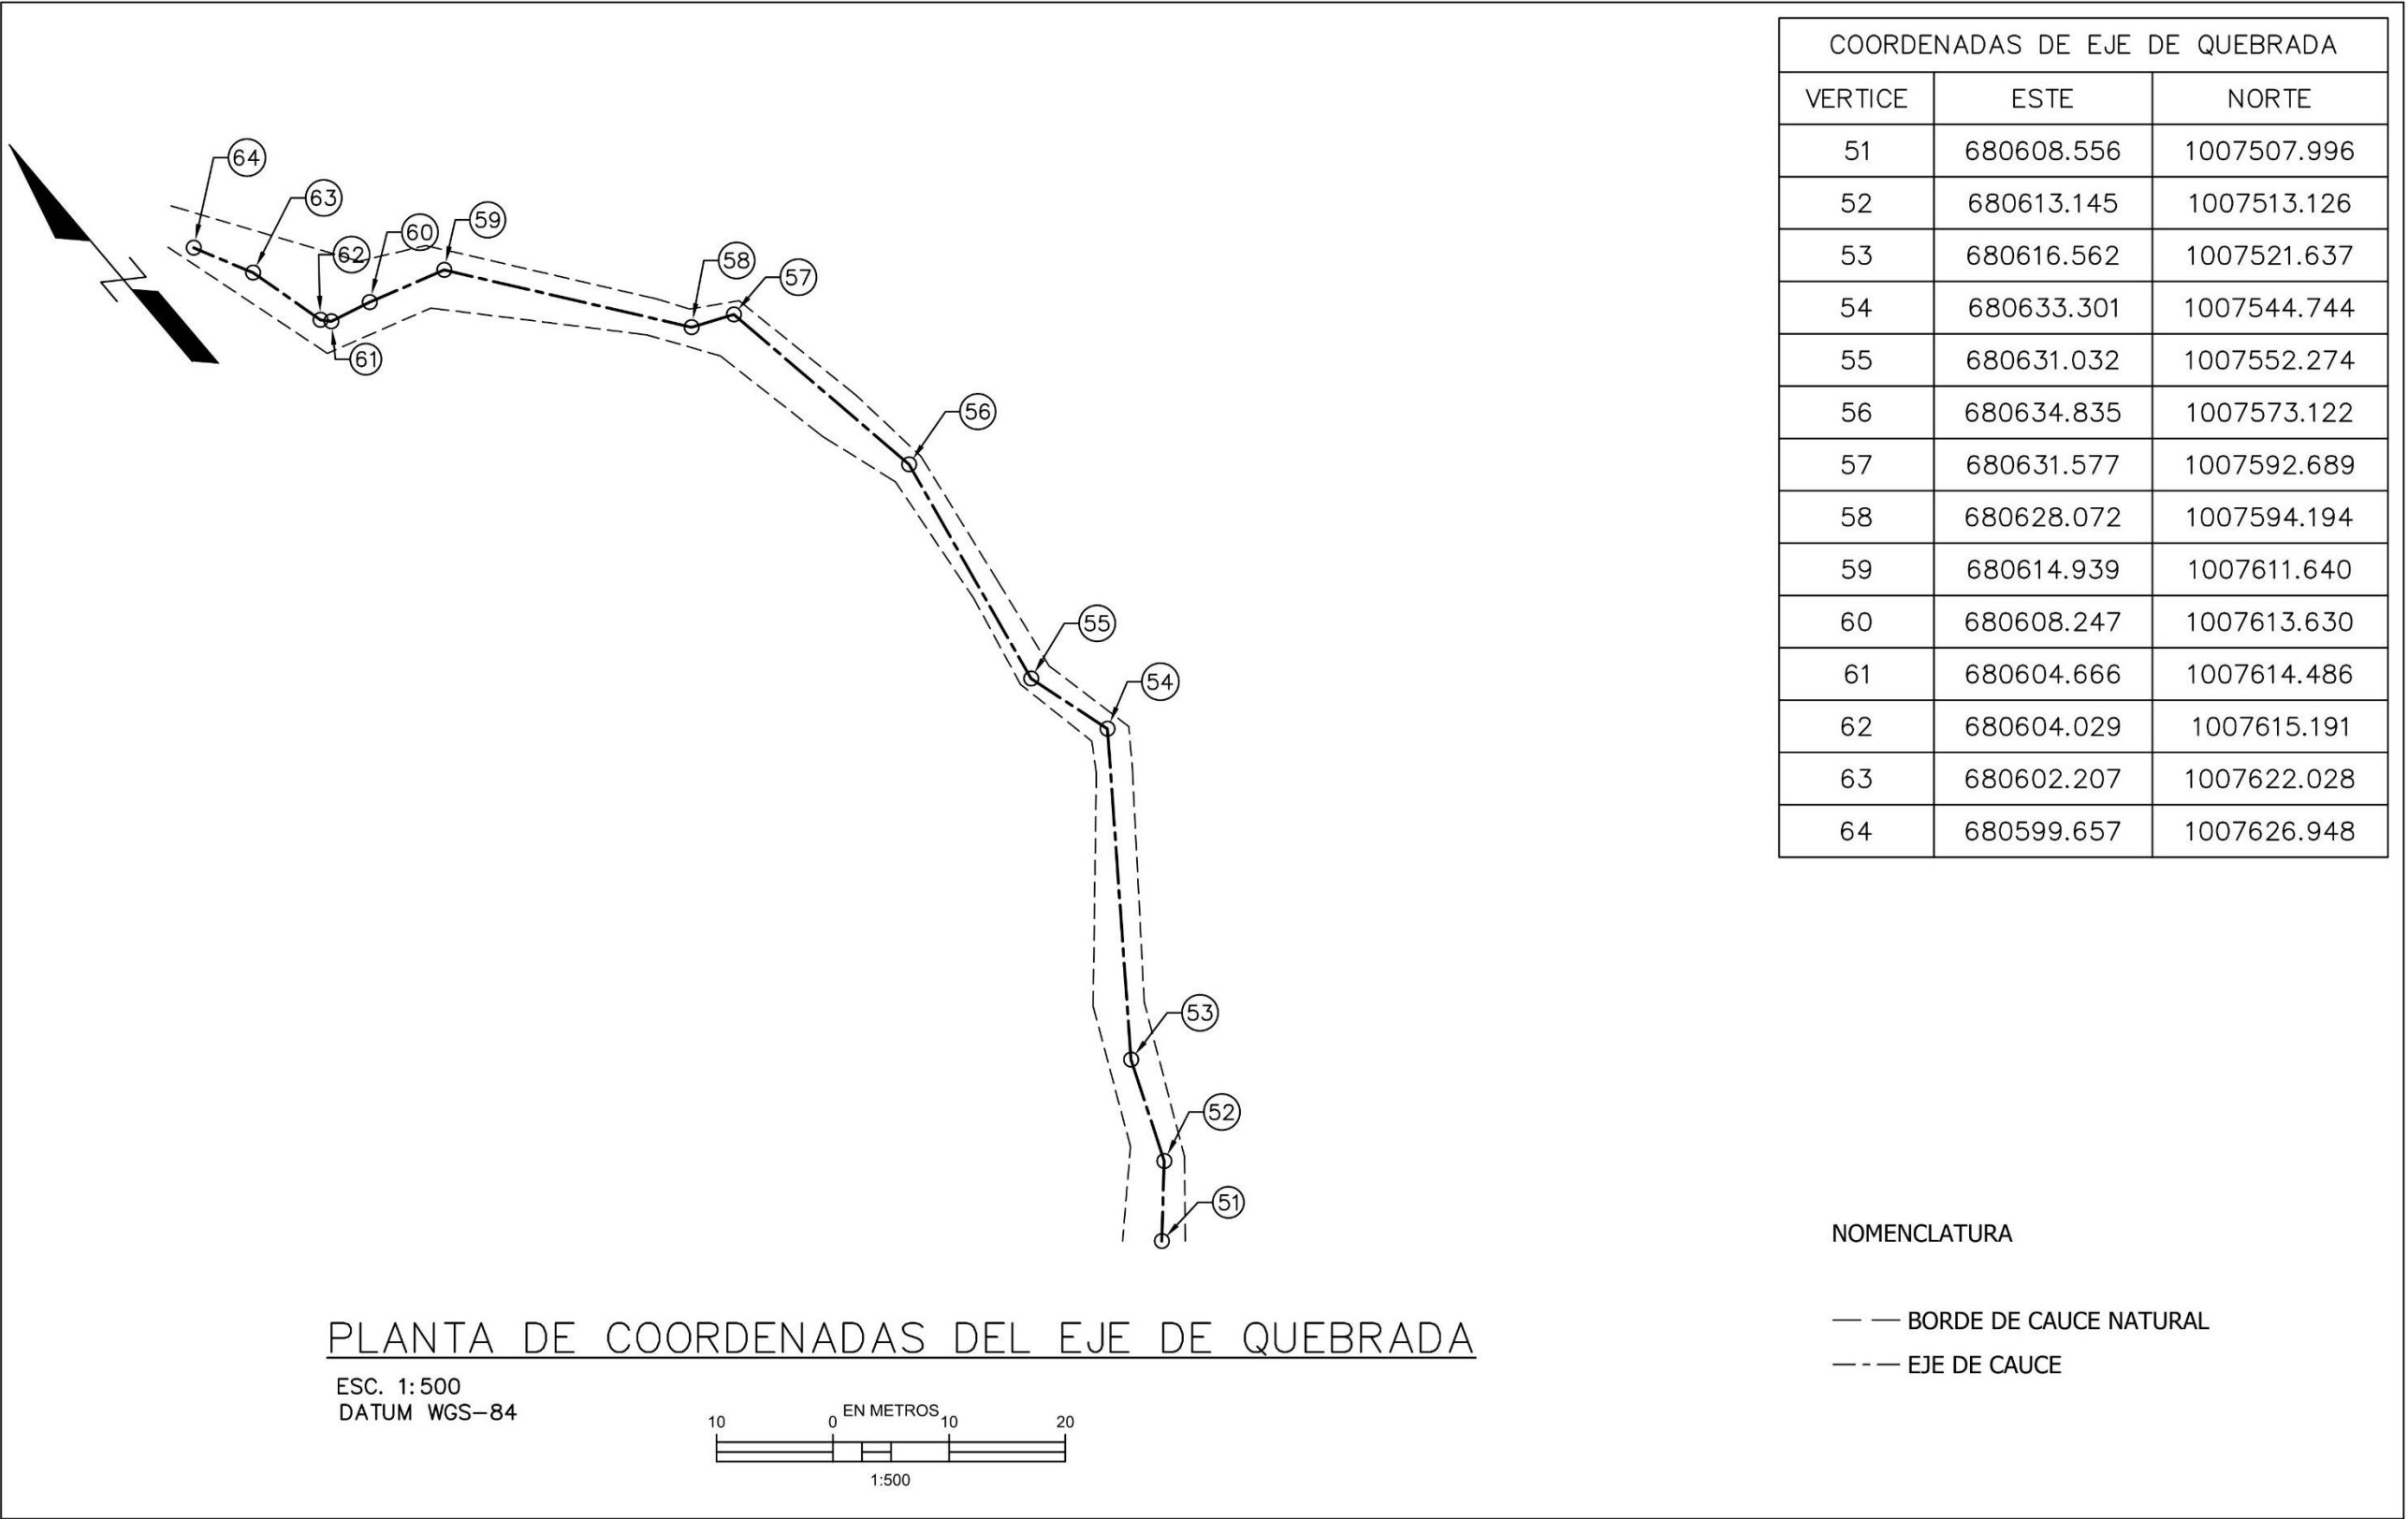 COORDENADAS DE EJE DE QUEBRADA
VERTICE ESTE NORTE
51 680608.556 1007507.996
52 680613.145 1007513.126
53 680616.562 1007521.637
54 680633.301 1007544.744
55 680631.032 1007552.274
56 680634.835 1007573.122
57 680631.577 1007592.689
58 680628.072 1007594.194
59 680614.939 1007611.640
60 680608.247 1007613.630
61 680604.666 1007614.486
62 680604.029 1007615.191
63 680602.207 1007622.028
64 680599.657 1007626.948
64
63
62
61
60
59
58
57
56
55
54
53
52
51
N
PLANTA DE COORDENADAS DEL EJE DE QUEBRADA
ESC. 1:500
DATUM WGS-84
EN METROS
10 0 10 20
1:500
NOMENCLATURA
BORDE DE CAUCE NATURAL
EJE DE CAUCE